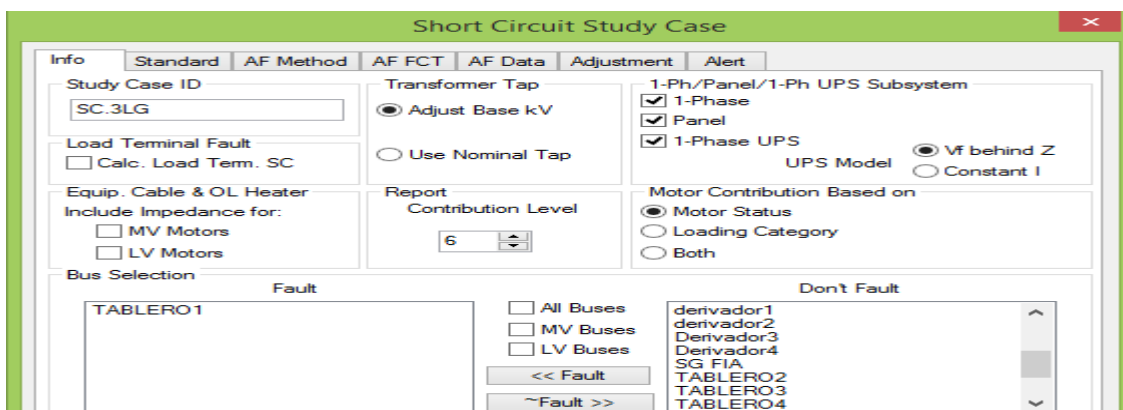 Short Circuit Study Case
Info Standard AF Method AF FCT AF Data Adjustment Alert
Study Case ID
SC.3LG
Load Terminal Fault
Calc. Load Term. SC
Equip. Cable & OL Heater
Include Impedance for:
MV Motors
LV Motors
Transformer Tap
Adjust Base kV
Use Nominal Tap
Report
Contribution Level
6
1-Ph/Panel/1-Ph UPS Subsystem
1-Phase
Panel
1-Phase UPS
UPS Model
Vf behind Z
Constant I
Motor Contribution Based on
Motor Status
Loading Category
Both
Bus Selection
Fault
TABLERO1
All Buses
MV Buses
LV Buses
<< Fault
~Fault >>
Don't Fault
derivador1
derivador2
Derivador3
Derivador4
SG FIA
TABLERO2
TABLERO3
TABLERO4